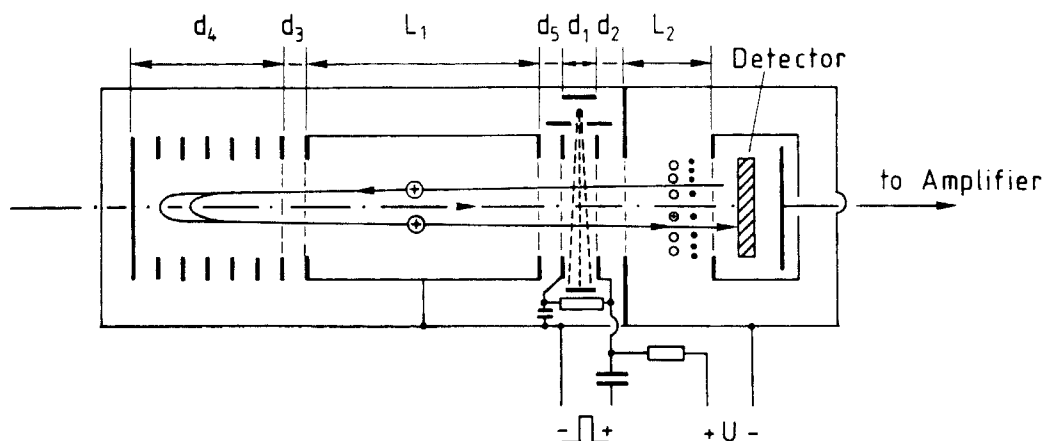 d₄ d₃ L₁ d₅ d₁ d₂ L₂
Detector
to Amplifier
- +
+ U -